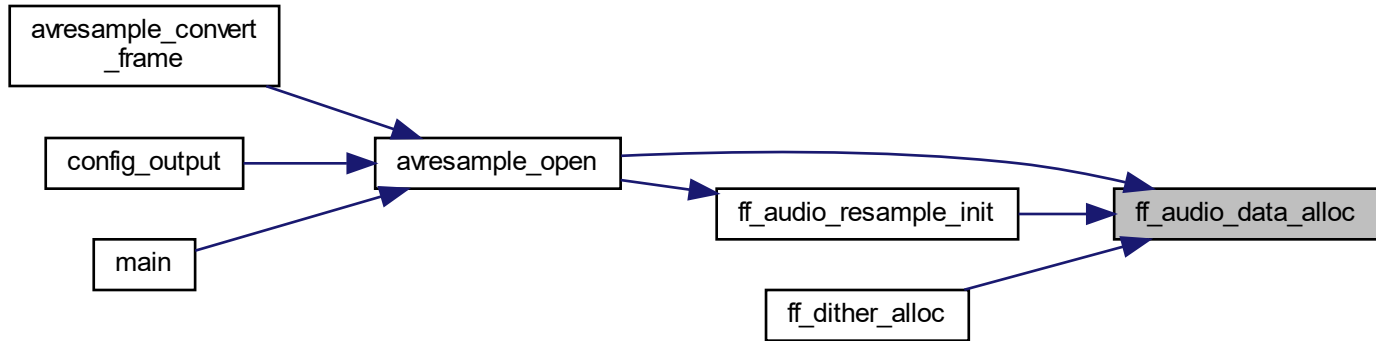 avresample_convert
_frame
config_output
main
avresample_open
ff_audio_resample_init
ff_dither_alloc
ff_audio_data_alloc